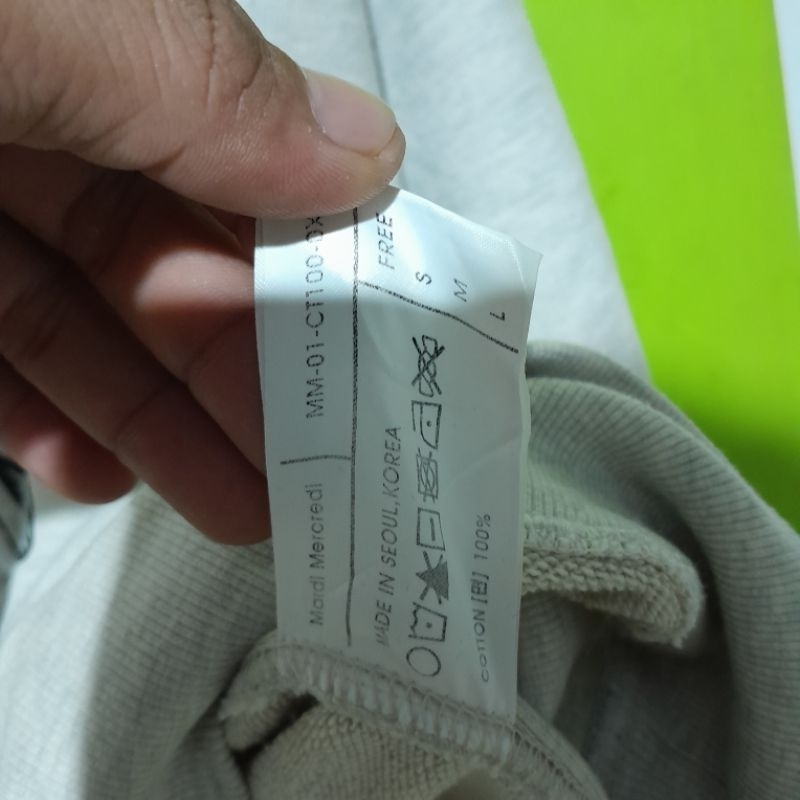 Mardi Mercredi
MM-01-CT100-0X
FREE
S
M
L
MADE IN SEOUL, KOREA
COTTON [면] 100%